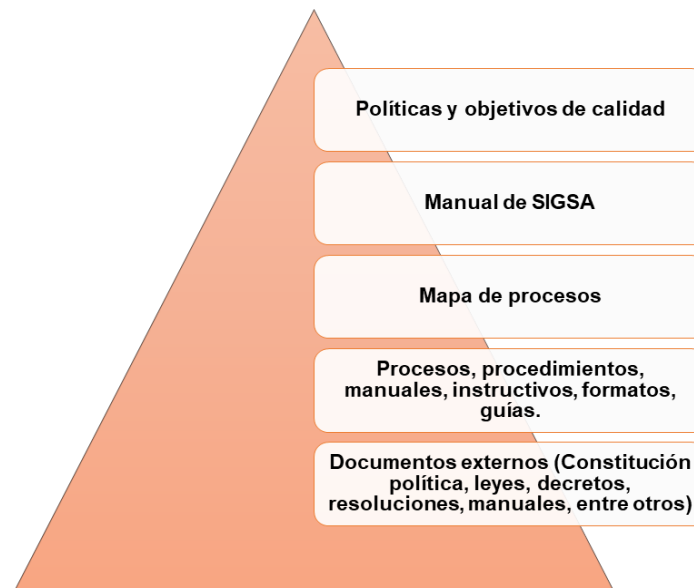 Políticas y objetivos de calidad
Manual de SIGSA
Mapa de procesos
Procesos, procedimientos,
manuales, instructivos, formatos,
guías.
Documentos externos (Constitución
política, leyes, decretos,
resoluciones, manuales, entre otros)